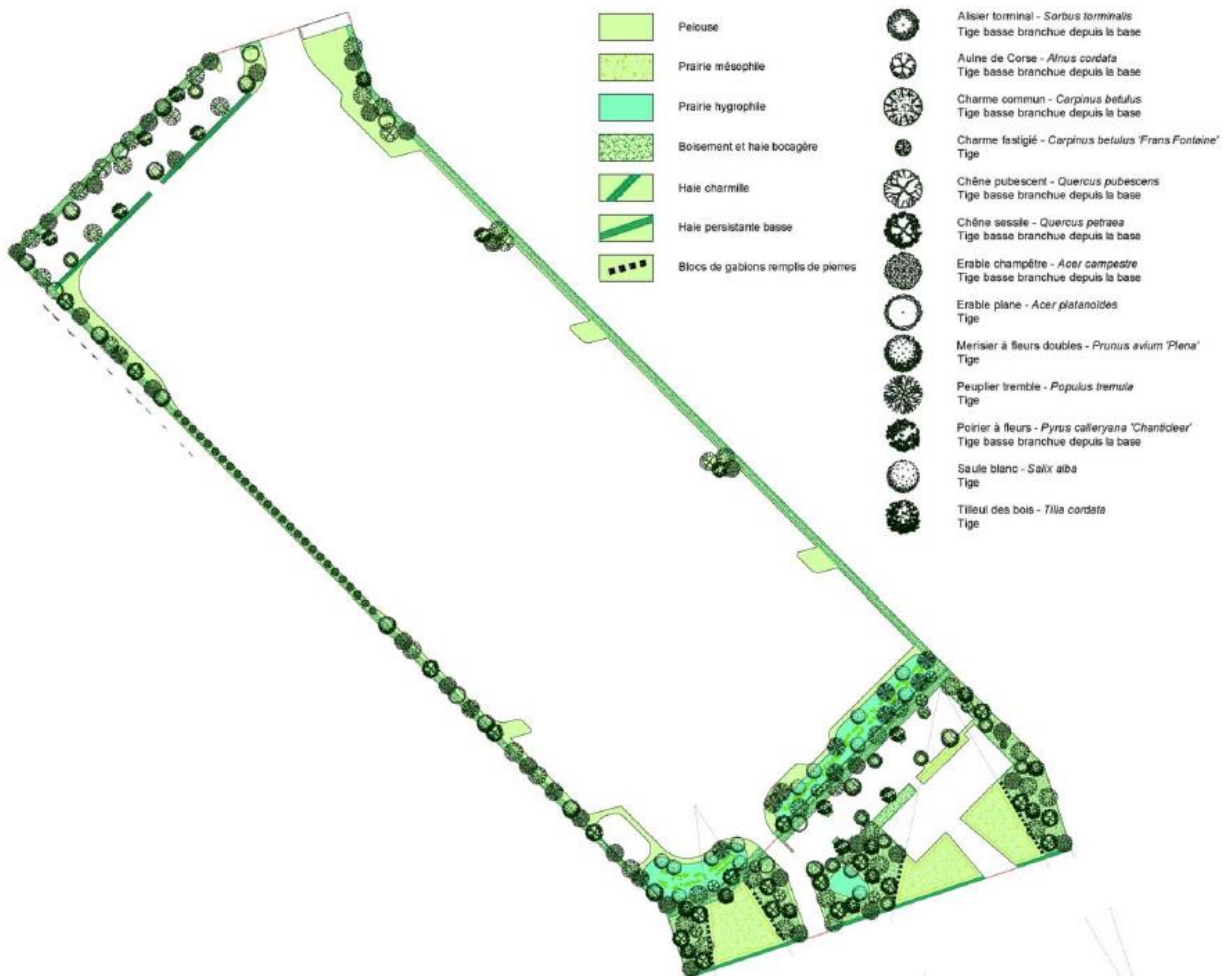 Pelouse
Prairie mésophile
Prairie hygrophile
Boisement et haie bocagère
Haie charmille
Haie persistante basse
Blocs de gabions remplis de pierres
Alisier torminal - Sorbus torminalis
Tige basse branchue depuis la base
Aulne de Corse - Alnus cordata
Tige basse branchue depuis la base
Charme commun - Carpinus betulus
Tige basse branchue depuis la base
Charme fastigié - Carpinus betulus 'Frans Fontaine'
Tige
Chêne pubescent - Quercus pubescens
Tige basse branchue depuis la base
Chêne sessile - Quercus petraea
Tige basse branchue depuis la base
Erable champêtre - Acer campestre
Tige basse branchue depuis la base
Erable plane - Acer platanoides
Tige
Merisier à fleurs doubles - Prunus avium 'Plena'
Tige
Peuplier tremble - Populus tremula
Tige
Poirier à fleurs - Pyrus calleryana 'Chanticleer'
Tige basse branchue depuis la base
Saule blanc - Salix alba
Tige
Tilleul des bois - Tilia cordata
Tige